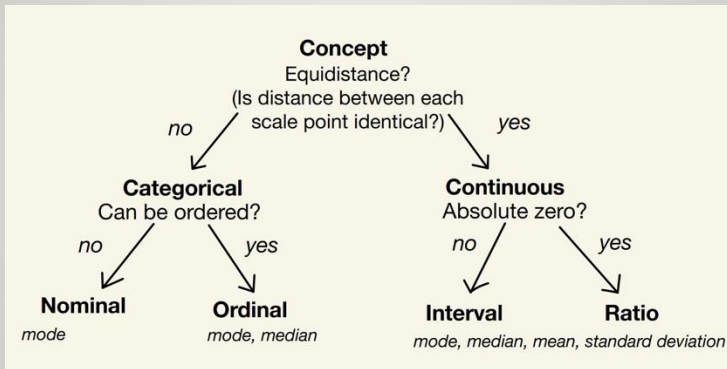 Concept
Equidistance?
(Is distance between each
scale point identical?)
no
yes
Categorical
Can be ordered?
Continuous
Absolute zero?
no
yes
no
yes
Nominal
mode
Ordinal
mode, median
Interval
Ratio
mode, median, mean, standard deviation